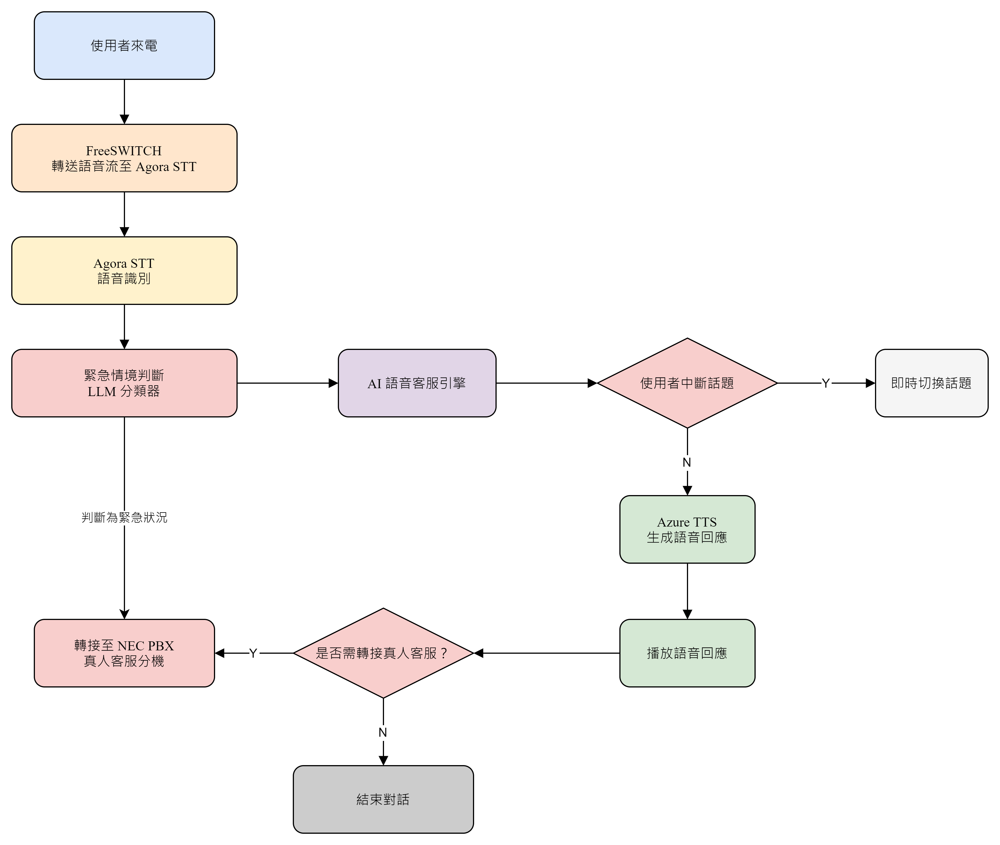 使用者來電
FreeSWITCH
轉送語音流至 Agora STT
Agora STT
語音識別
緊急情境判斷
LLM 分類器
AI 語音客服引擎
使用者中斷話題
Y
即時切換話題
N
判斷為緊急狀況
Azure TTS
生成語音回應
轉接至 NEC PBX
真人客服分機
Y
是否需轉接真人客服？
播放語音回應
N
結束對話